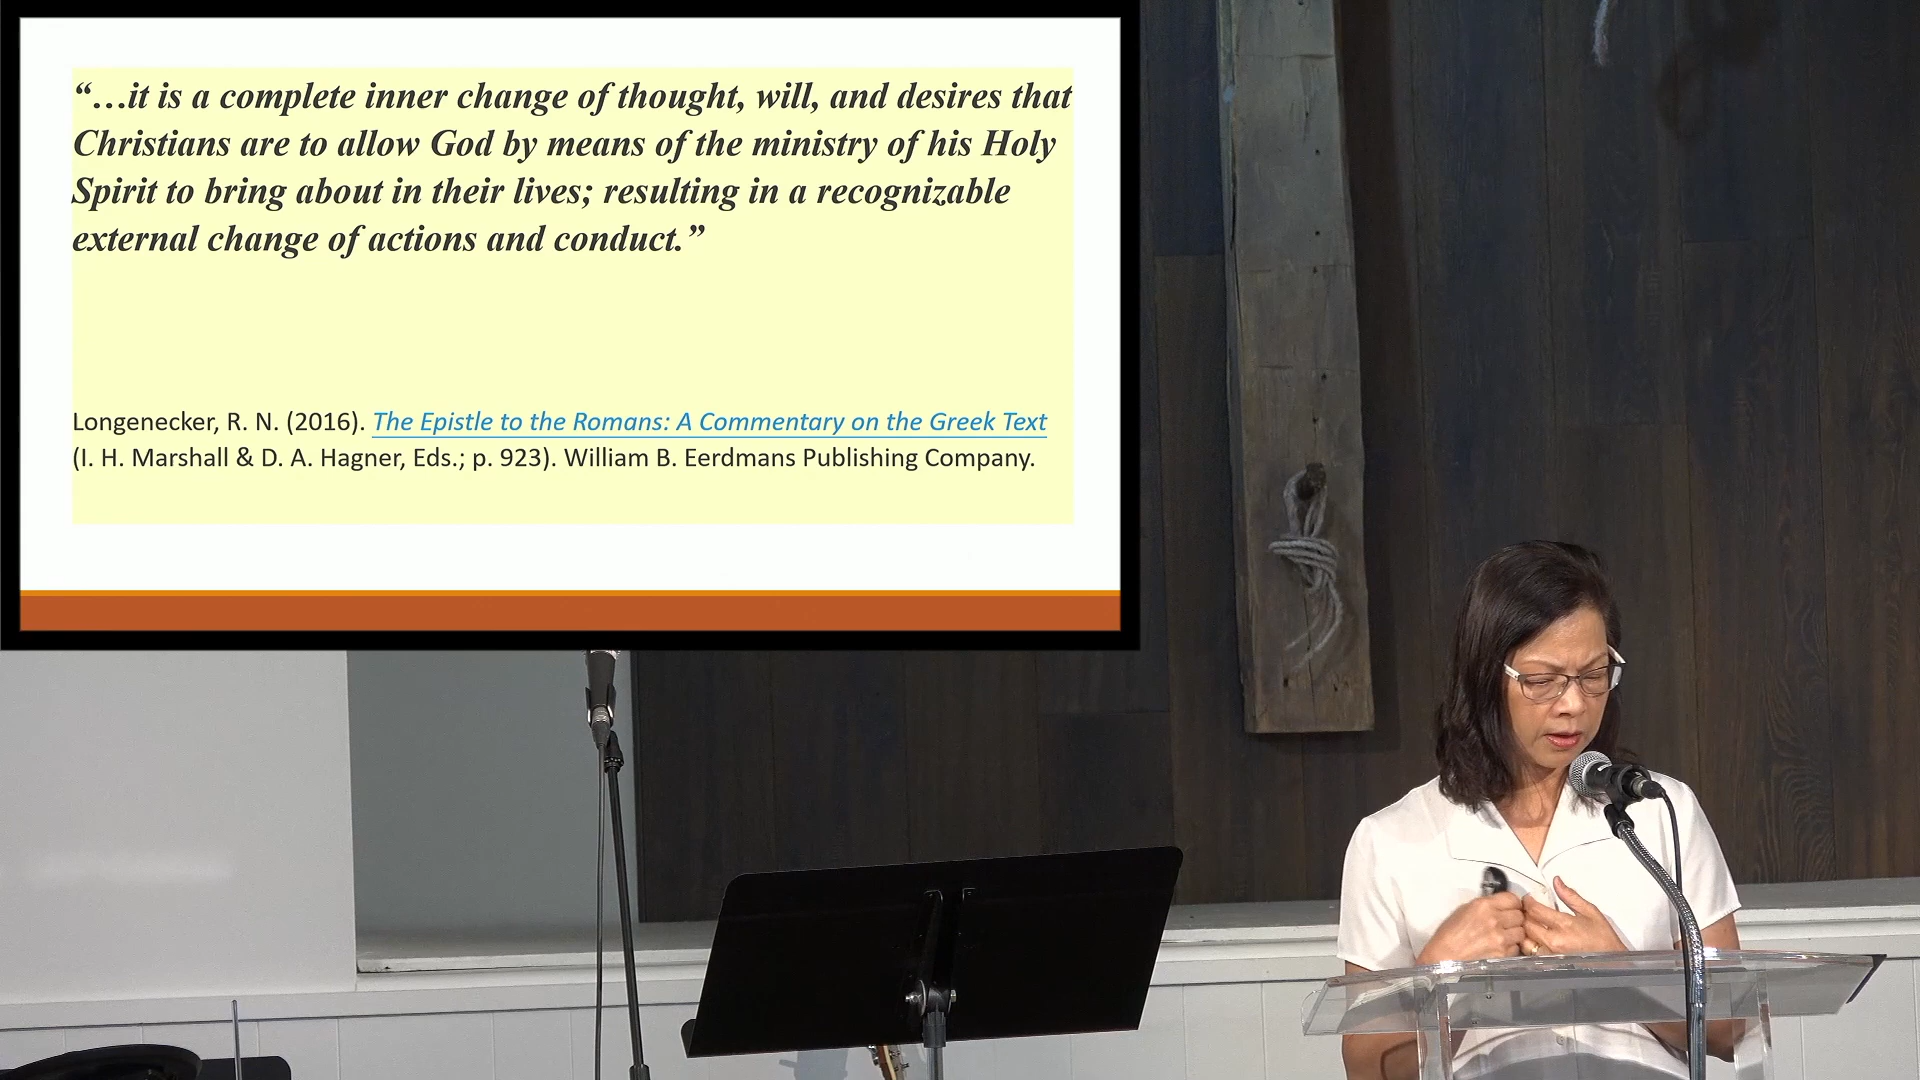 “…it is a complete inner change of thought, will, and desires that
Christians are to allow God by means of the ministry of his Holy
Spirit to bring about in their lives; resulting in a recognizable
external change of actions and conduct.”
Longenecker, R. N. (2016). The Epistle to the Romans: A Commentary on the Greek Text
(I. H. Marshall & D. A. Hagner, Eds.; p. 923). William B. Eerdmans Publishing Company.